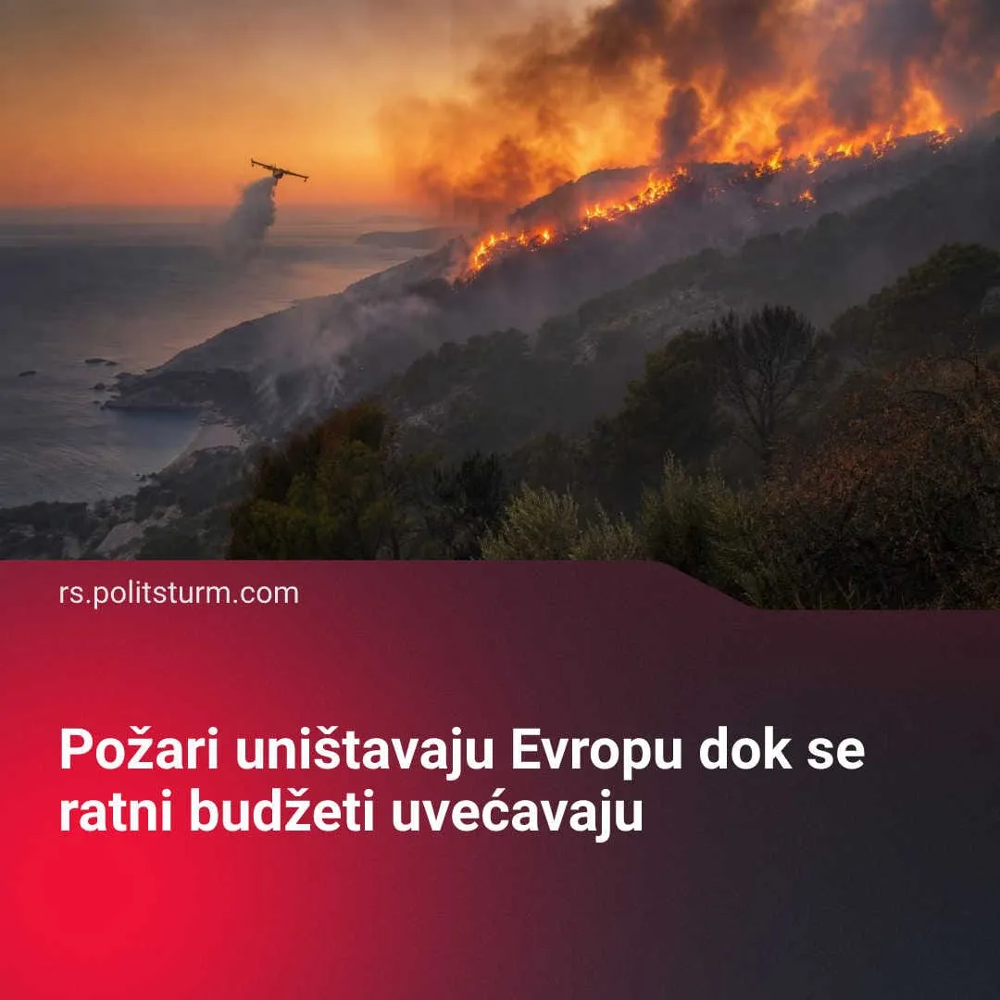 rs.politsturm.com
Požari uništavaju Evropu dok se
ratni budžeti uvećavaju